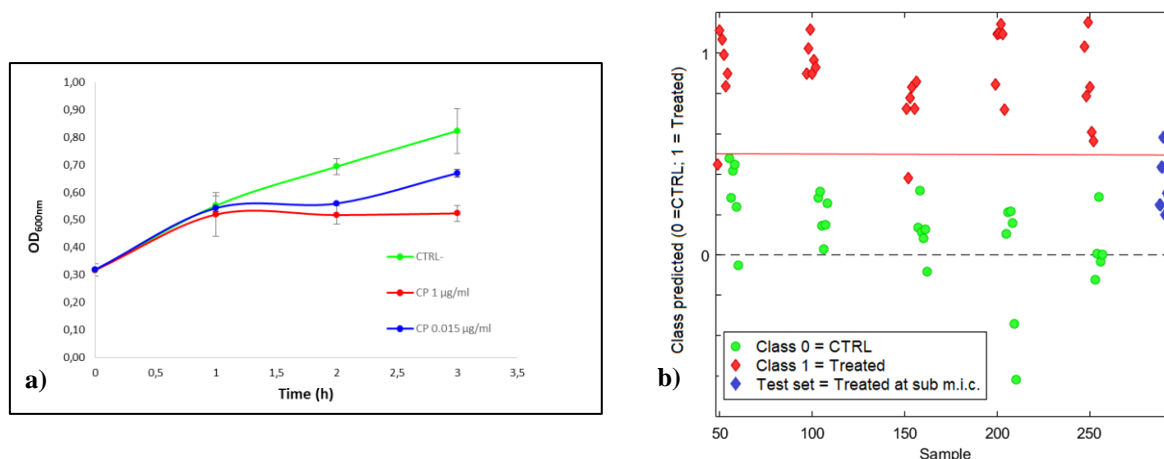 1,00
0,90
0,80
0,70
0,60
0,50
0,40
0,30
0,20
0,10
0,00
OD600nm
CTRL-
CP 1 µg/ml
CP 0.015 µg/ml
0
0,5
1
1,5
2
2,5
3
3,5
Time (h)
a)
Class predicted (0 =CTRL; 1 = Treated)
1
0
Class 0 = CTRL
Class 1 = Treated
Test set = Treated at sub m.i.c.
50
100
150
200
250
Sample
b)